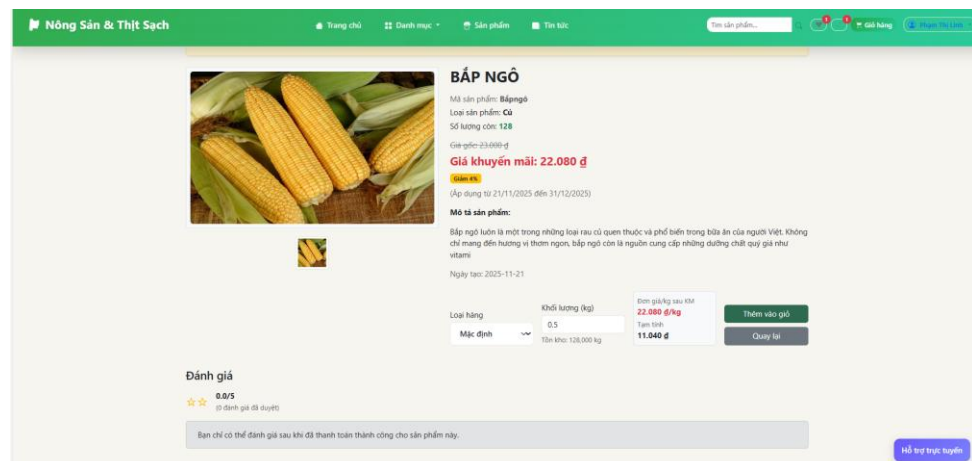 Nông Sản & Thịt Sạch
Trang chủ
Danh mục
Sản phẩm
Tin tức
Tìm sản phẩm...
Giỏ hàng
BẮP NGÔ
Mã sản phẩm: Bắpngô
Loại sản phẩm: Củ
Số lượng còn: 128
Giá gốc: 23.000 ₫
Giá khuyến mãi: 22.080 ₫
Giảm 4%
(Áp dụng từ 21/11/2025 đến 31/12/2025)
Mô tả sản phẩm:
Bắp ngô luôn là một trong những loại rau củ quen thuộc và phổ biến trong bữa ăn của người Việt. Không
chỉ mang đến hương vị thơm ngon, bắp ngô còn là nguồn cung cấp những dưỡng chất quý giá như
vitami
Ngày tạo: 2025-11-21
Loại hàng
Mặc định
Khối lượng (kg)
0,5
Tồn kho: 128,000 kg
Đơn giá/kg sau KM
22.080 ₫/kg
Tạm tính
11.040 ₫
Thêm vào giỏ
Quay lại
Đánh giá
0.0/5
(0 đánh giá đã duyệt)
Bạn chỉ có thể đánh giá sau khi đã thanh toán thành công cho sản phẩm này.
Hỗ trợ trực tuyến